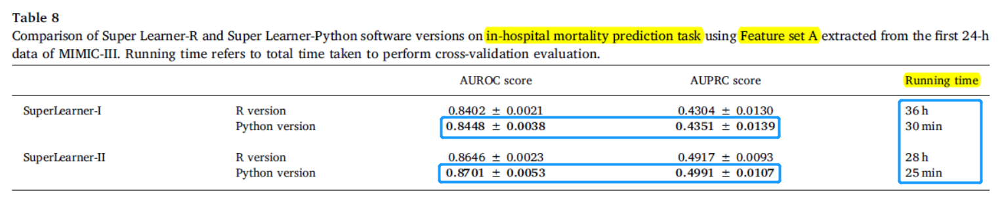 Table 8
Comparison of Super Learner-R and Super Learner-Python software versions on in-hospital mortality prediction task using Feature set A extracted from the first 24-h
data of MIMIC-III. Running time refers to total time taken to perform cross-validation evaluation.
AUROC score AUPRC score Running time
SuperLearner-I R version 0.8402 ± 0.0021 0.4304 ± 0.0130 36 h
Python version 0.8448 ± 0.0038 0.4351 ± 0.0139 30 min
SuperLearner-II R version 0.8646 ± 0.0023 0.4917 ± 0.0093 28 h
Python version 0.8701 ± 0.0053 0.4991 ± 0.0107 25 min